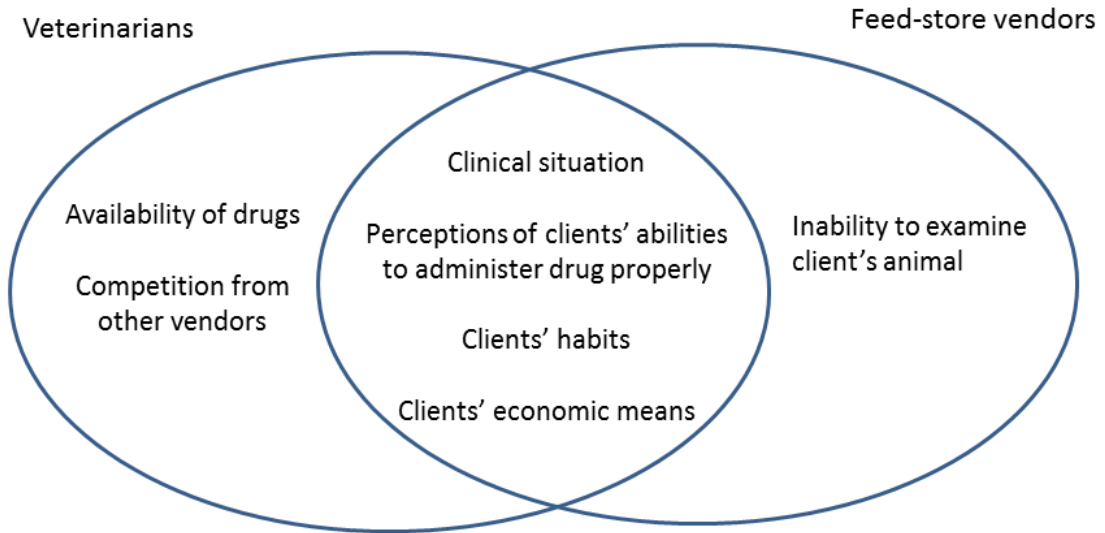 Veterinarians
Feed-store vendors
Availability of drugs
Competition from
other vendors
Clinical situation
Perceptions of clients’ abilities
to administer drug properly
Clients’ habits
Clients’ economic means
Inability to examine
client’s animal